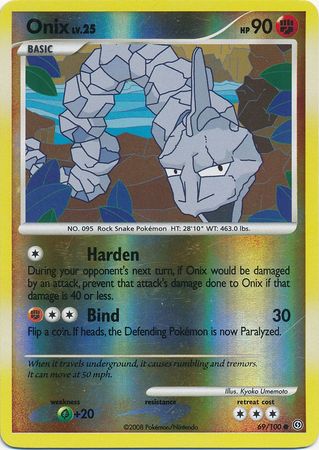 Onix LV.25 HP 90
BASIC
NO. 095 Rock Snake Pokémon HT: 28'10" WT: 463.0 lbs.
Harden
During your opponent's next turn, if Onix would be damaged
by an attack, prevent that attack's damage done to Onix if
that damage is 40 or less.
Bind 30
Flip a coin. If heads, the Defending Pokémon is now Paralyzed.
When it travels underground, it causes rumbling and tremors.
It can move at 50 mph.
Illus. Kyoko Umemoto
weakness resistance retreat cost
+20
©2008 Pokémon/Nintendo 69/100